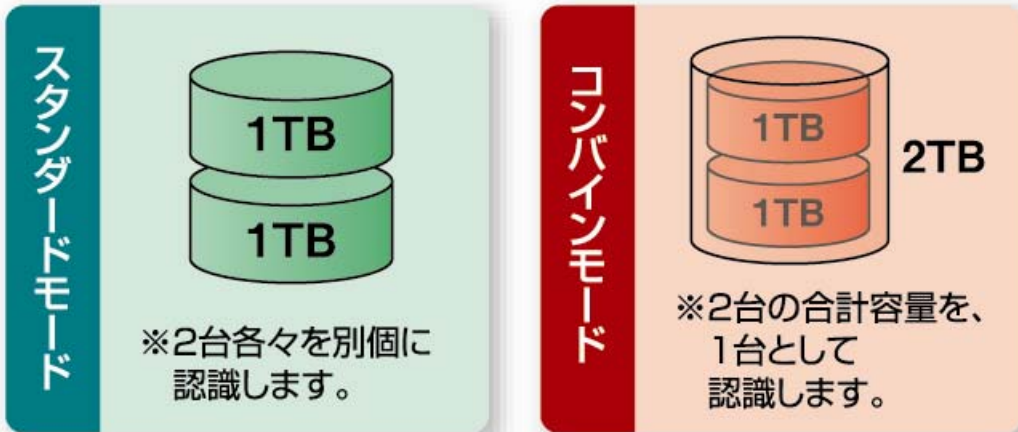 スタンダードモード
1TB
1TB
※2台各々を別個に
認識します。
コンバインモード
1TB
1TB
2TB
※2台の合計容量を、
1台として
認識します。